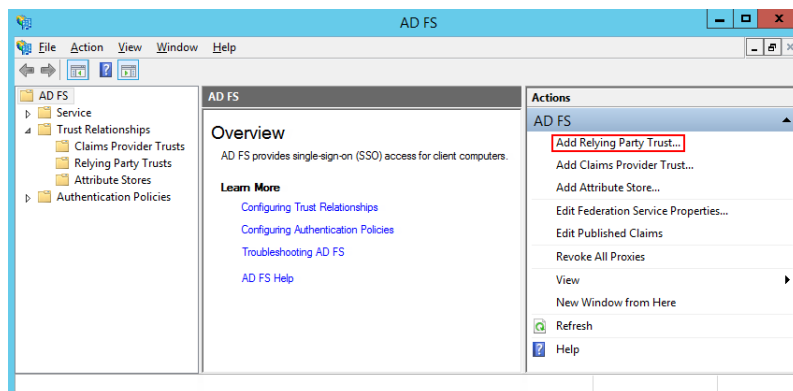 AD FS
File Action View Window Help
AD FS
Service
Trust Relationships
Claims Provider Trusts
Relying Party Trusts
Attribute Stores
Authentication Policies
AD FS
Overview
AD FS provides single-sign-on (SSO) access for client computers.
Learn More
Configuring Trust Relationships
Configuring Authentication Policies
Troubleshooting AD FS
AD FS Help
Actions
AD FS
Add Relying Party Trust...
Add Claims Provider Trust...
Add Attribute Store...
Edit Federation Service Properties...
Edit Published Claims
Revoke All Proxies
View
New Window from Here
Refresh
Help